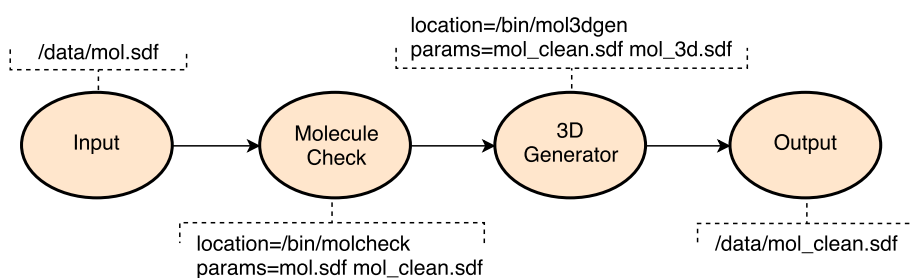 /data/mol.sdf
location=/bin/mol3dgen
params=mol_clean.sdf mol_3d.sdf
Input
Molecule
Check
3D
Generator
Output
location=/bin/molcheck
params=mol.sdf mol_clean.sdf
/data/mol_clean.sdf